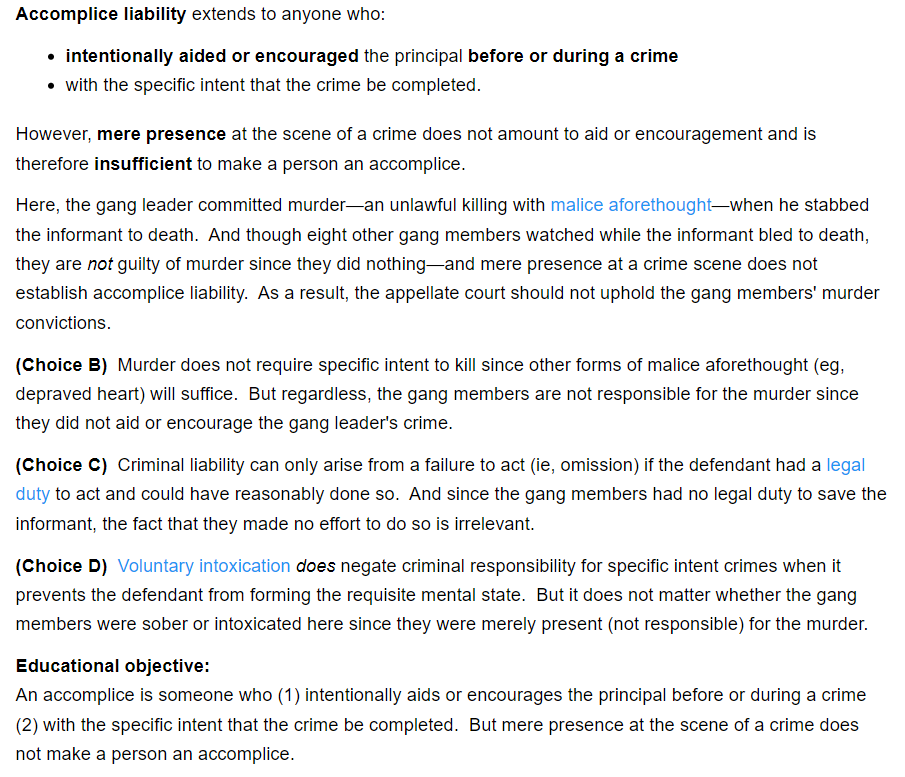 Accomplice liability extends to anyone who:
• intentionally aided or encouraged the principal before or during a crime
• with the specific intent that the crime be completed.
However, mere presence at the scene of a crime does not amount to aid or encouragement and is
therefore insufficient to make a person an accomplice.
Here, the gang leader committed murder—an unlawful killing with malice aforethought—when he stabbed
the informant to death.  And though eight other gang members watched while the informant bled to death,
they are not guilty of murder since they did nothing—and mere presence at a crime scene does not
establish accomplice liability.  As a result, the appellate court should not uphold the gang members' murder
convictions.
(Choice B)  Murder does not require specific intent to kill since other forms of malice aforethought (eg,
depraved heart) will suffice.  But regardless, the gang members are not responsible for the murder since
they did not aid or encourage the gang leader's crime.
(Choice C)  Criminal liability can only arise from a failure to act (ie, omission) if the defendant had a legal
duty to act and could have reasonably done so.  And since the gang members had no legal duty to save the
informant, the fact that they made no effort to do so is irrelevant.
(Choice D)  Voluntary intoxication does negate criminal responsibility for specific intent crimes when it
prevents the defendant from forming the requisite mental state.  But it does not matter whether the gang
members were sober or intoxicated here since they were merely present (not responsible) for the murder.
Educational objective:
An accomplice is someone who (1) intentionally aids or encourages the principal before or during a crime
(2) with the specific intent that the crime be completed.  But mere presence at the scene of a crime does
not make a person an accomplice.